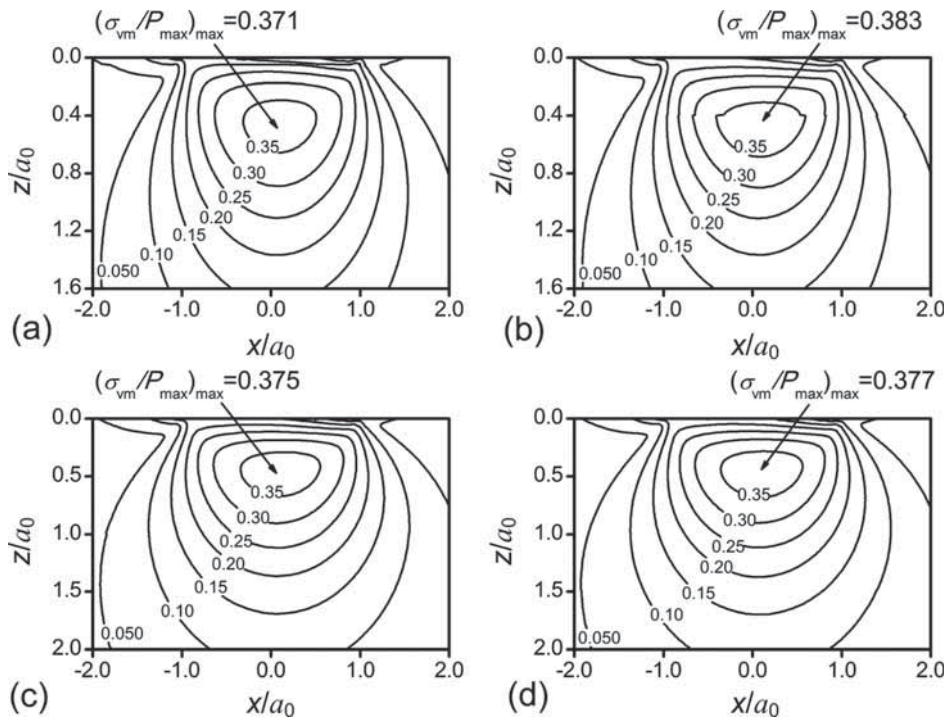 (σvm/Pmax)max=0.371
(σvm/Pmax)max=0.383
0.0
0.4
0.8
1.2
1.6
z/a0
0.35
0.30
0.25
0.20
0.15
0.10
0.050
-2.0 -1.0 0.0 1.0 2.0
(a)
x/a0
0.0
0.4
0.8
1.2
1.6
z/a0
0.35
0.30
0.25
0.20
0.15
0.10
0.050
-2.0 -1.0 0.0 1.0 2.0
(b)
x/a0
(σvm/Pmax)max=0.375
(σvm/Pmax)max=0.377
0.0
0.5
1.0
1.5
2.0
z/a0
0.35
0.30
0.25
0.20
0.15
0.10
0.050
-2.0 -1.0 0.0 1.0 2.0
(c)
x/a0
0.0
0.5
1.0
1.5
2.0
z/a0
0.35
0.30
0.25
0.20
0.15
0.10
0.050
-2.0 -1.0 0.0 1.0 2.0
(d)
x/a0